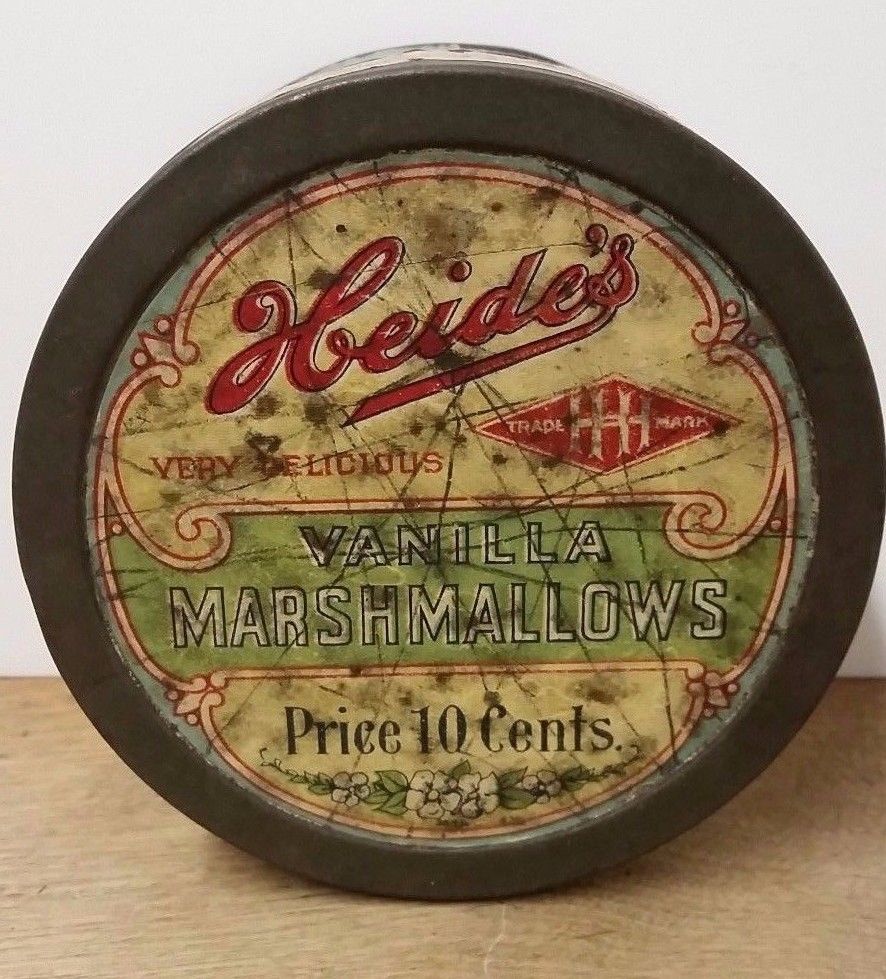 Heide's
TRADE HH MARK
VERY DELICIOUS
VANILLA
MARSHMALLOWS
Price 10 Cents.